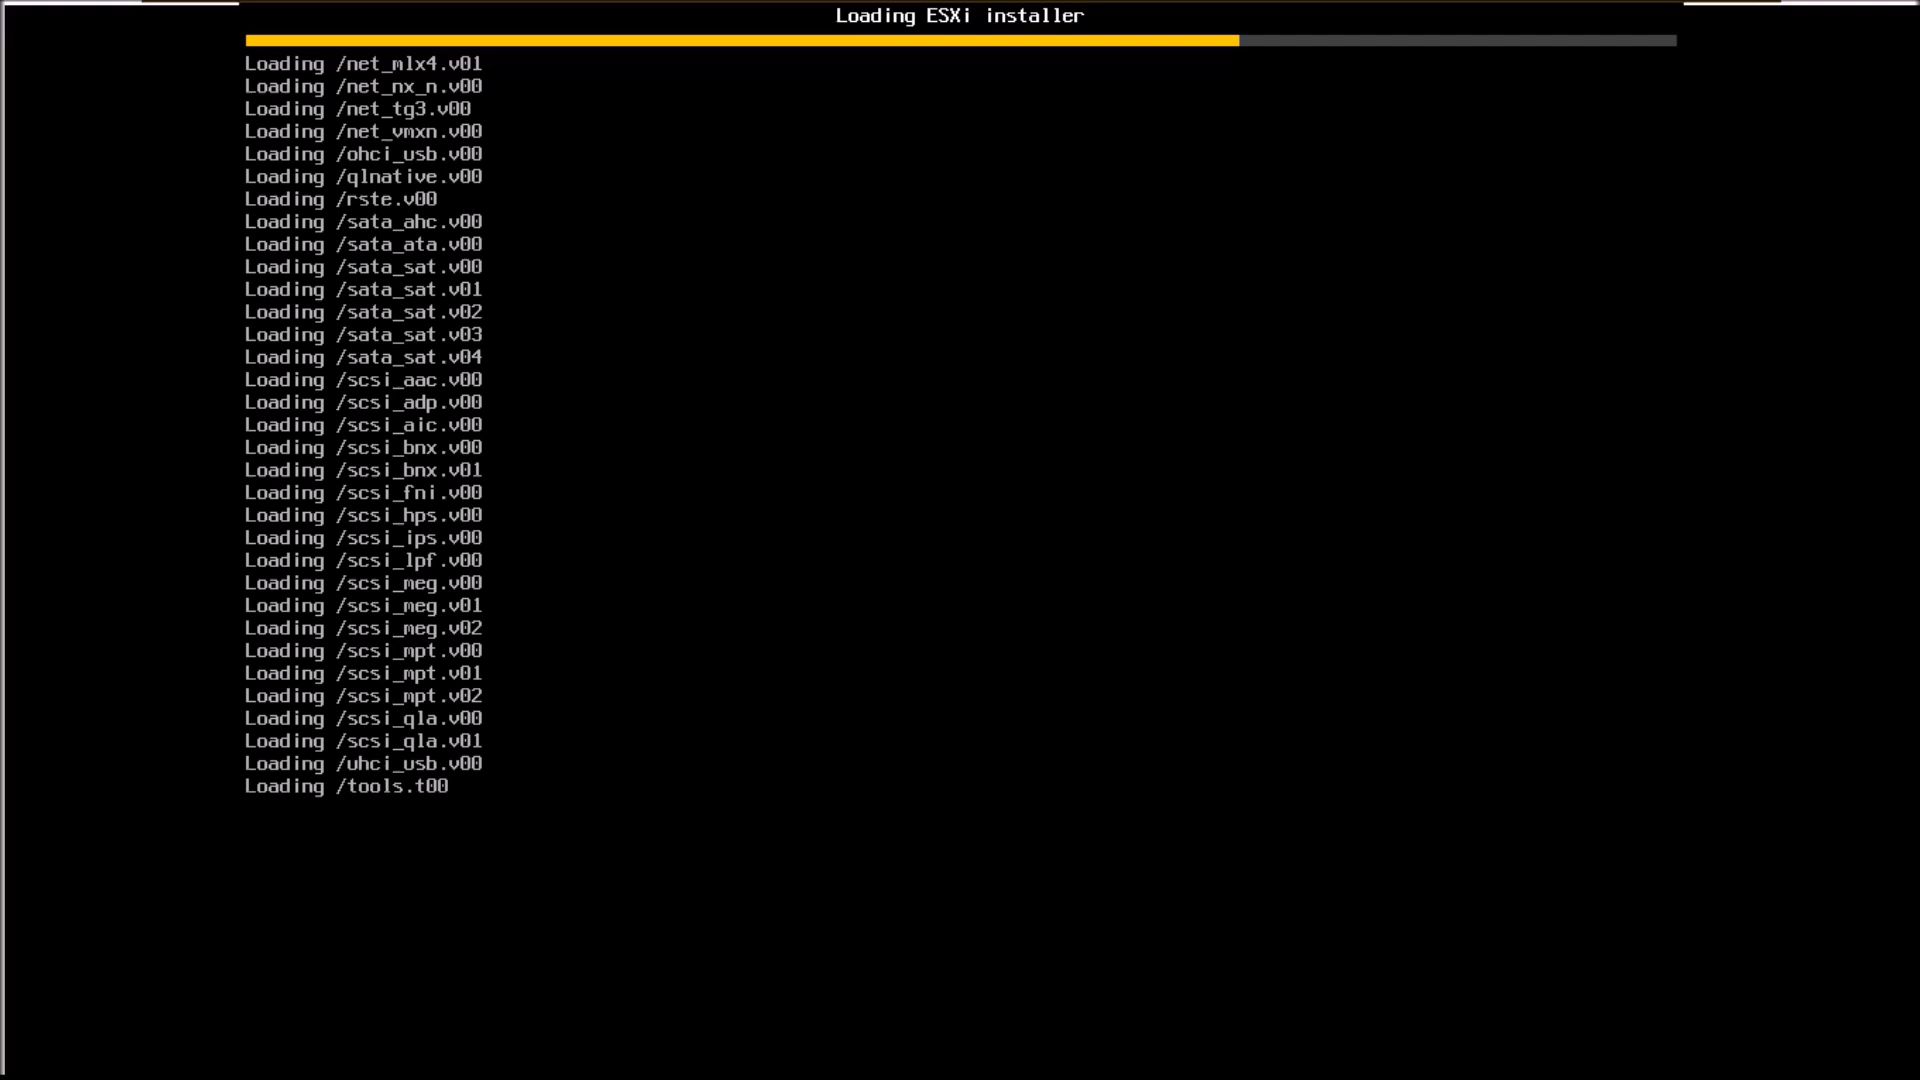 Loading ESXi installer
Loading /net_mlx4.v01
Loading /net_nx_n.v00
Loading /net_tg3.v00
Loading /net_vmxn.v00
Loading /ohci_usb.v00
Loading /qlnative.v00
Loading /rste.v00
Loading /sata_ahc.v00
Loading /sata_ata.v00
Loading /sata_sat.v00
Loading /sata_sat.v01
Loading /sata_sat.v02
Loading /sata_sat.v03
Loading /sata_sat.v04
Loading /scsi_aac.v00
Loading /scsi_adp.v00
Loading /scsi_aic.v00
Loading /scsi_bnx.v00
Loading /scsi_bnx.v01
Loading /scsi_fni.v00
Loading /scsi_hps.v00
Loading /scsi_ips.v00
Loading /scsi_lpf.v00
Loading /scsi_meg.v00
Loading /scsi_meg.v01
Loading /scsi_meg.v02
Loading /scsi_mpt.v00
Loading /scsi_mpt.v01
Loading /scsi_mpt.v02
Loading /scsi_qla.v00
Loading /scsi_qla.v01
Loading /uhci_usb.v00
Loading /tools.t00